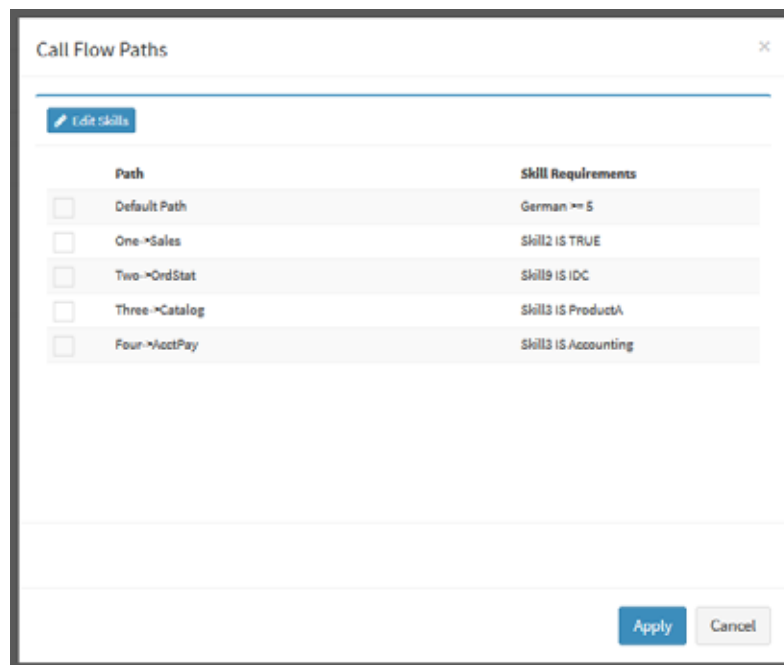 Call Flow Paths ×
Edit Skills
Path Skill Requirements
Default Path German >= 5
One->Sales Skill2 IS TRUE
Two->OrdStat Skill9 IS IDC
Three->Catalog Skill3 IS ProductA
Four->AcctPay Skill3 IS Accounting
Apply Cancel